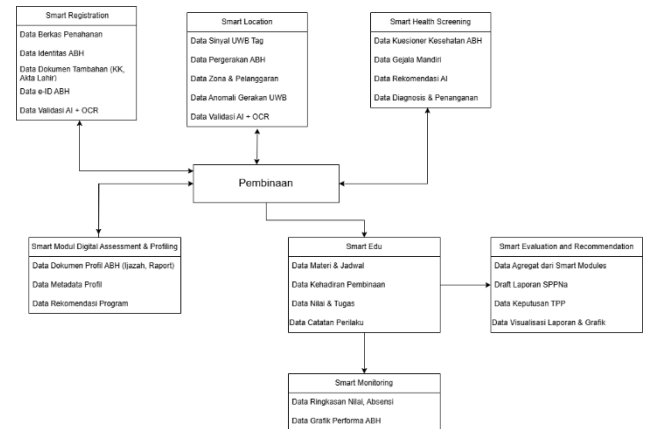 Smart Registration
Data Berkas Penahanan
Data Identitas ABH
Data Dokumen Tambahan (KK,
Akta Lahir)
Data e-ID ABH
Data Validasi AI + OCR
Smart Location
Data Sinyal UWB Tag
Data Pergerakan ABH
Data Zona & Pelanggaran
Data Anomali Gerakan UWB
Data Validasi AI + OCR
Smart Health Screening
Data Kuesioner Kesehatan ABH
Data Gejala Mandiri
Data Rekomendasi AI
Data Diagnosis & Penanganan
Pembinaan
Smart Modul Digital Assessment & Profiling
Data Dokumen Profil ABH (Ijazah, Raport)
Data Metadata Profil
Data Rekomendasi Program
Smart Edu
Data Materi & Jadwal
Data Kehadiran Pembinaan
Data Nilai & Tugas
Data Catatan Perilaku
Smart Evaluation and Recommendation
Data Agregat dari Smart Modules
Draft Laporan SPPNa
Data Keputusan TPP
Data Visualisasi Laporan & Grafik
Smart Monitoring
Data Ringkasan Nilai, Absensi
Data Grafik Performa ABH